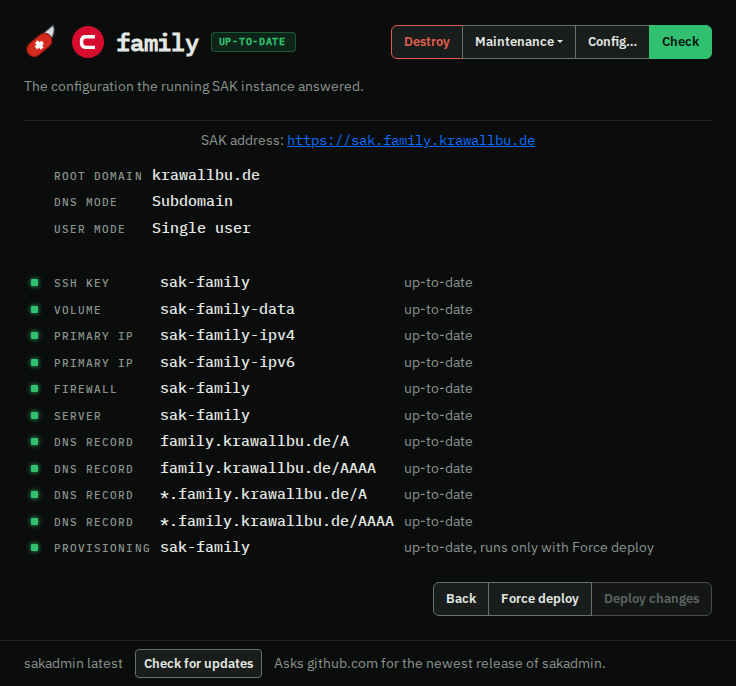 family UP-TO-DATE Destroy Maintenance Config... Check
The configuration the running SAK instance answered.
SAK address: https://sak.family.krawallbu.de
ROOT DOMAIN krawallbu.de
DNS MODE Subdomain
USER MODE Single user
SSH KEY sak-family up-to-date
VOLUME sak-family-data up-to-date
PRIMARY IP sak-family-ipv4 up-to-date
PRIMARY IP sak-family-ipv6 up-to-date
FIREWALL sak-family up-to-date
SERVER sak-family up-to-date
DNS RECORD family.krawallbu.de/A up-to-date
DNS RECORD family.krawallbu.de/AAAA up-to-date
DNS RECORD *.family.krawallbu.de/A up-to-date
DNS RECORD *.family.krawallbu.de/AAAA up-to-date
PROVISIONING sak-family up-to-date, runs only with Force deploy
Back Force deploy Deploy changes
sakadmin latest Check for updates Asks github.com for the newest release of sakadmin.